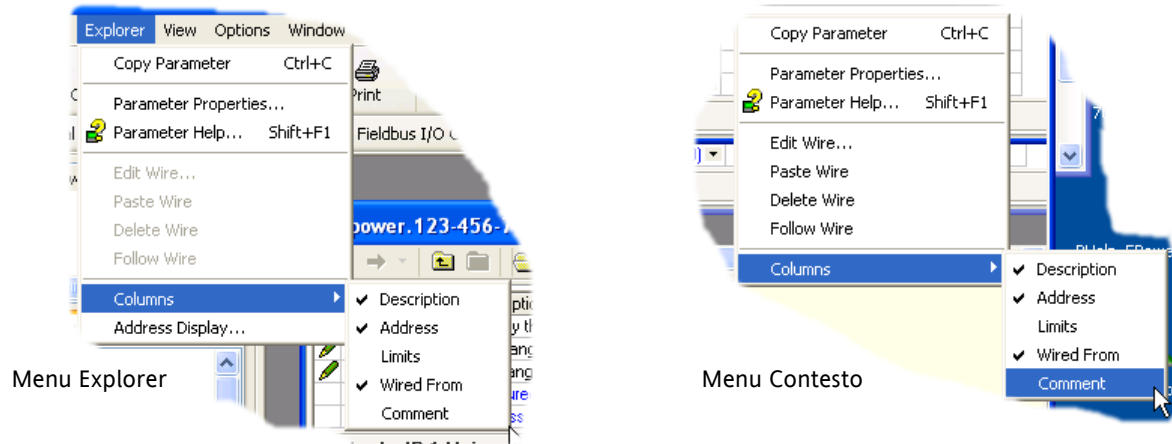 Explorer View Options Window
Copy Parameter Ctrl+C
Print
Parameter Properties...
Parameter Help... Shift+F1
Fieldbus I/O
Edit Wire...
Paste Wire
Delete Wire
Follow Wire
power.123-456-
Columns
Address Display...
Description
Address
Limits
Wired From
Comment
Menu Explorer
Copy Parameter Ctrl+C
Parameter Properties...
Parameter Help... Shift+F1
Edit Wire...
Paste Wire
Delete Wire
Follow Wire
Columns
Description
Address
Limits
Wired From
Comment
Menu Contesto